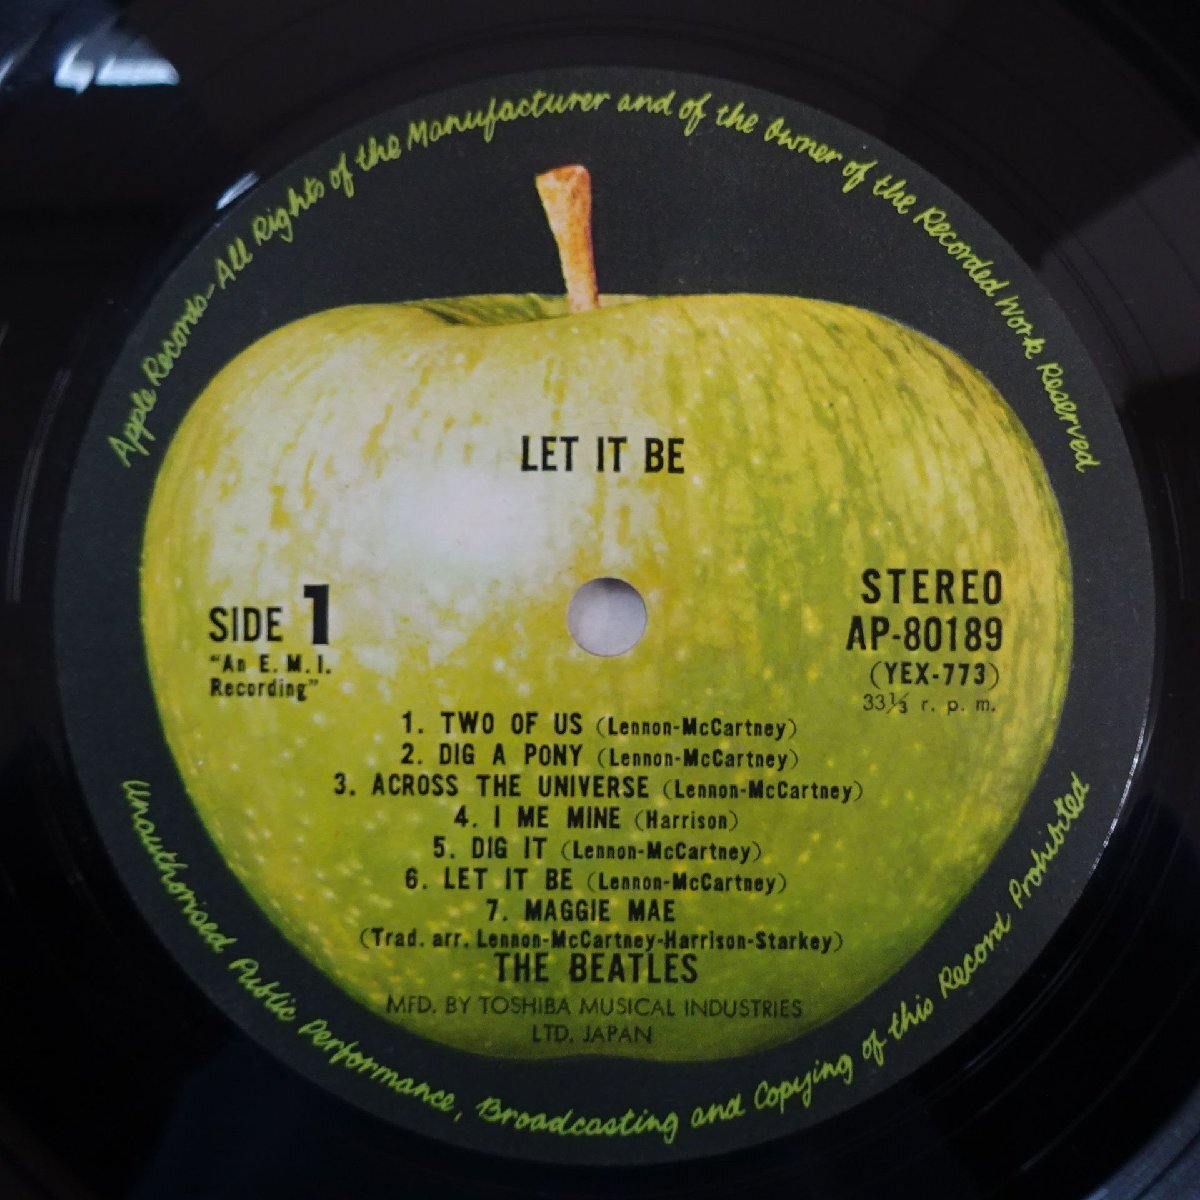 Apple Records–All Rights of the Manufacturer and of the Owner of the Recorded Work Reserved
LET IT BE
SIDE 1
"An E. M. I.
Recording"
STEREO
AP-80189
(YEX-773)
33⅓ r. p. m.
1. TWO OF US (Lennon-McCartney)
2. DIG A PONY (Lennon-McCartney)
3. ACROSS THE UNIVERSE (Lennon-McCartney)
4. I ME MINE (Harrison)
5. DIG IT (Lennon-McCartney)
6. LET IT BE (Lennon-McCartney)
7. MAGGIE MAE
(Trad. arr. Lennon-McCartney-Harrison-Starkey)
THE BEATLES
MFD. BY TOSHIBA MUSICAL INDUSTRIES
LTD. JAPAN
Unauthorised Public Performance, Broadcasting and Copying of this Record Prohibited